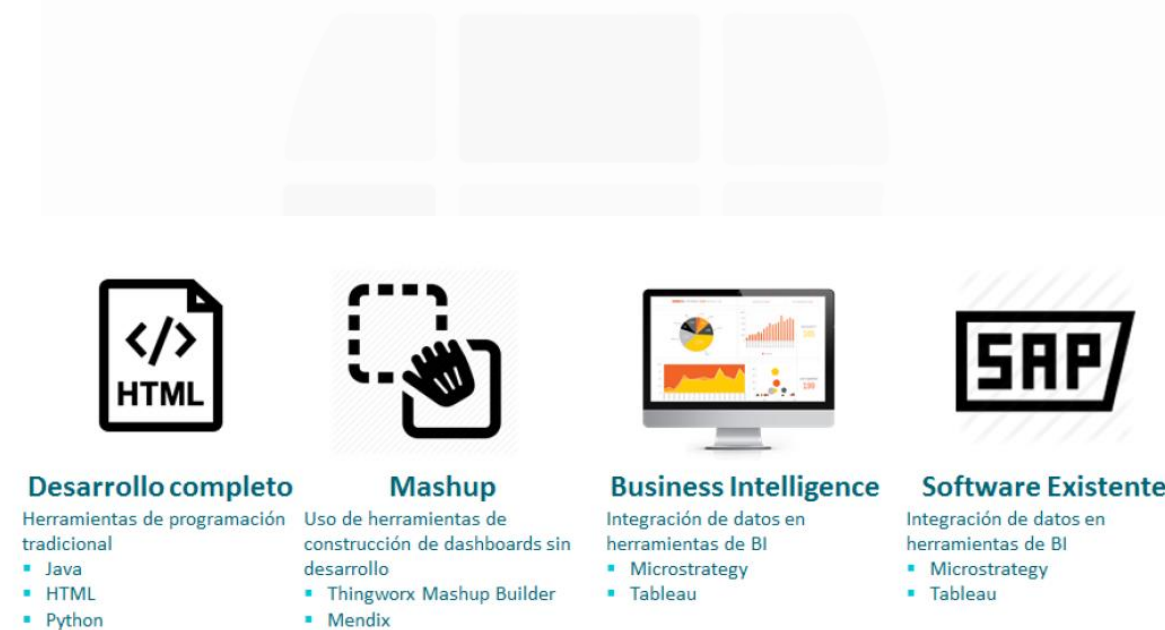 </>
HTML
SAP
Desarrollo completo
Herramientas de programación
tradicional
▪ Java
▪ HTML
▪ Python
Mashup
Uso de herramientas de
construcción de dashboards sin
desarrollo
▪ Thingworx Mashup Builder
▪ Mendix
Business Intelligence
Integración de datos en
herramientas de BI
▪ Microstrategy
▪ Tableau
Software Existente
Integración de datos en
herramientas de BI
▪ Microstrategy
▪ Tableau